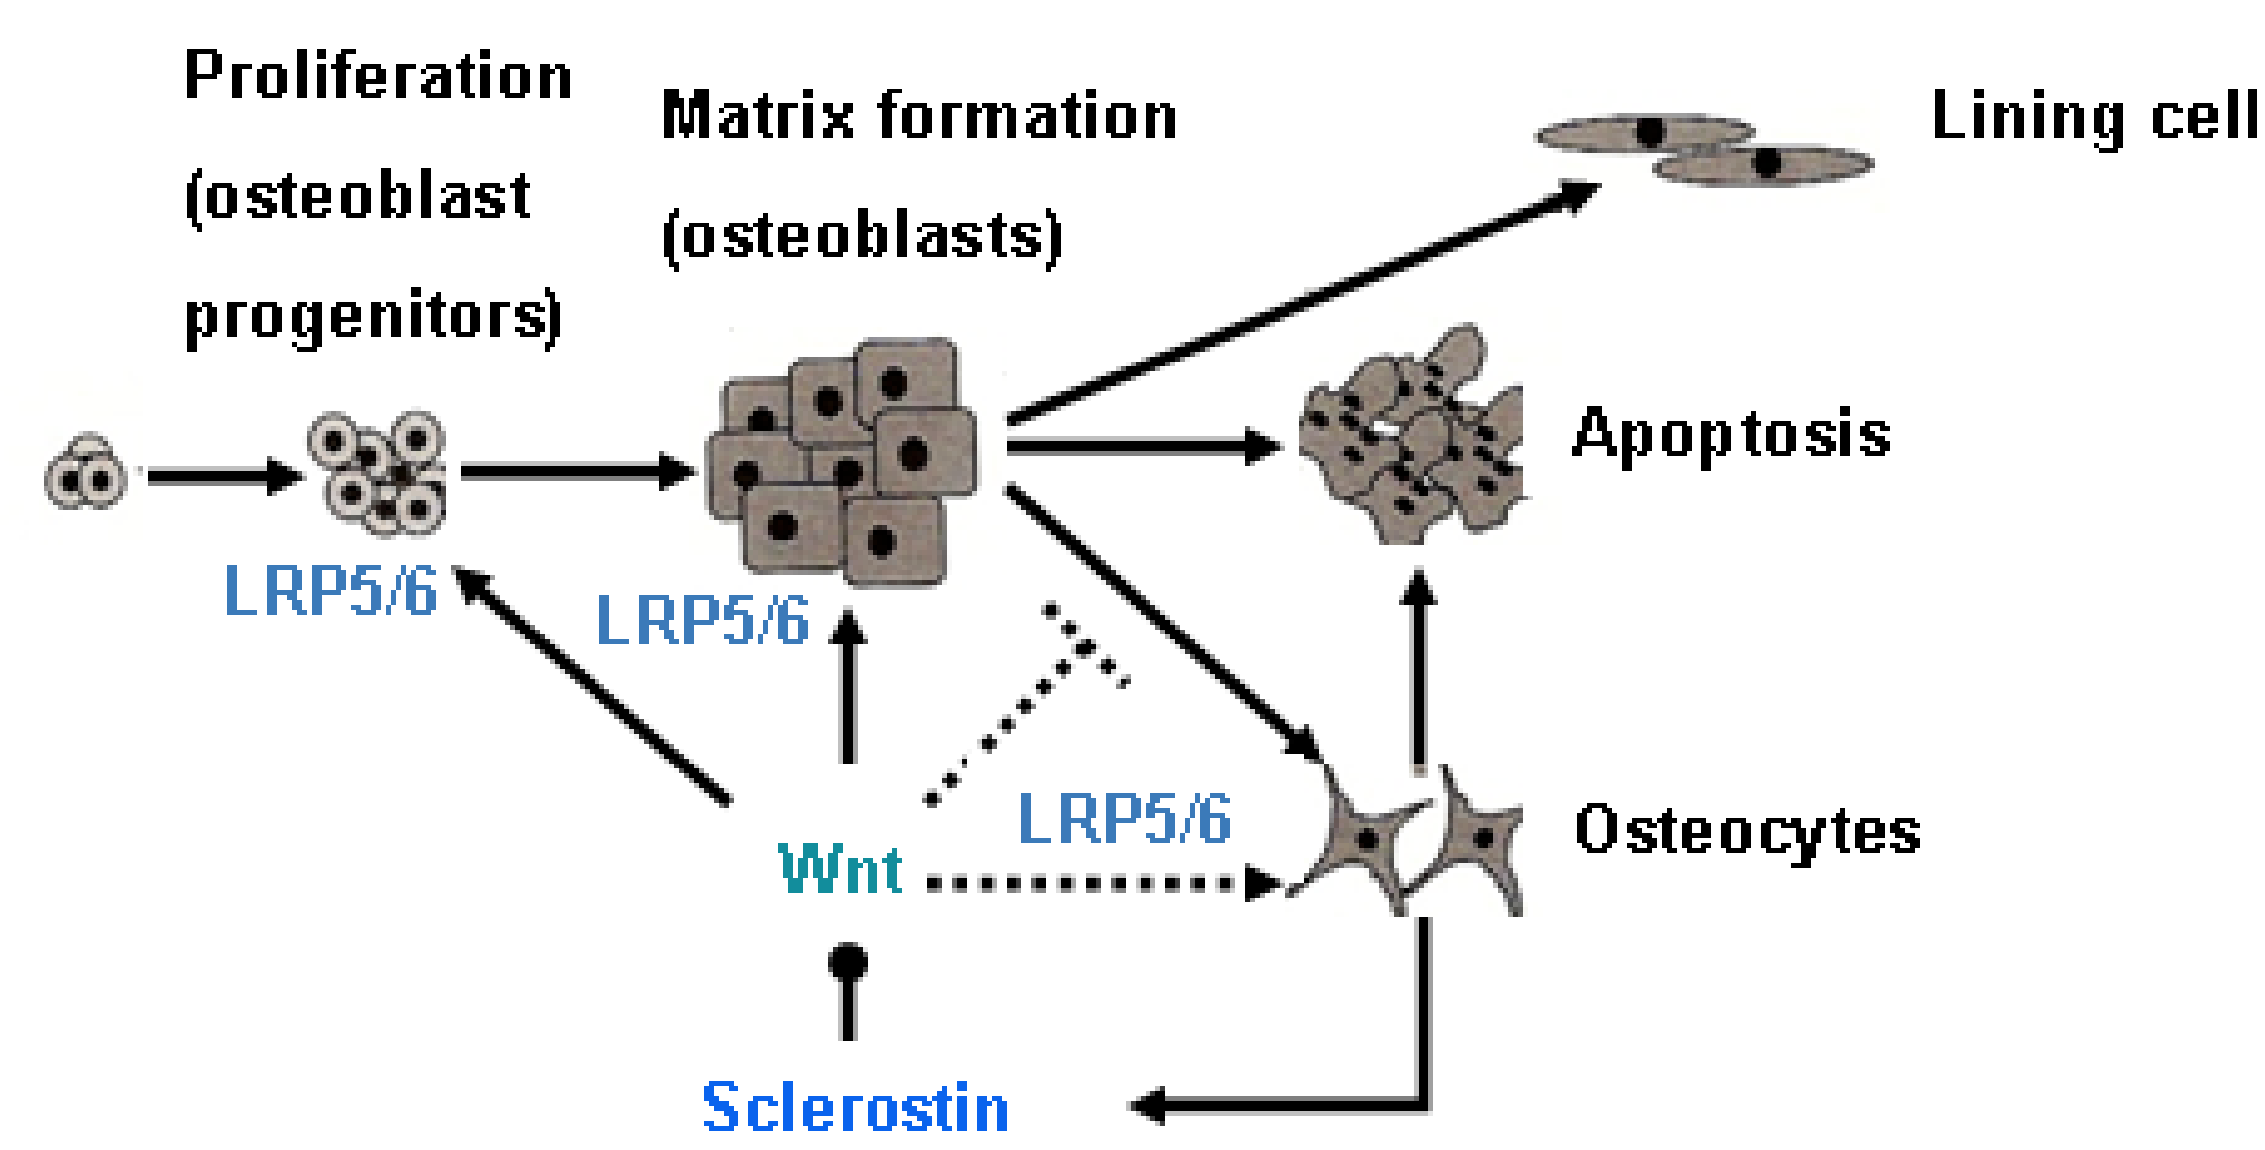 Proliferation
(osteoblast
progenitors)
Matrix formation
(osteoblasts)
Lining cell
Apoptosis
LRP5/6
LRP5/6
LRP5/6
Wnt
Osteocytes
Sclerostin